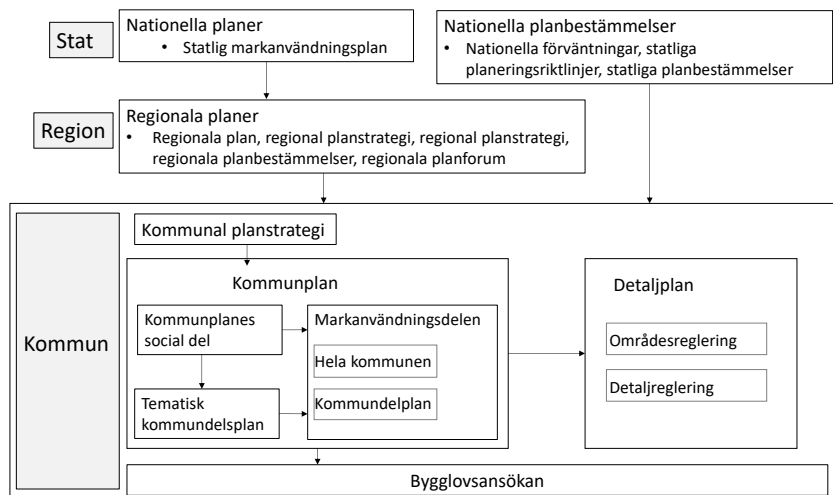 Stat
Nationella planer
• Statlig markanvändningsplan
Nationella planbestämmelser
• Nationella förväntningar, statliga
planeringsriktlinjer, statliga planbestämmelser
Region
Regionala planer
• Regionala plan, regional planstrategi, regional planstrategi,
regionala planbestämmelser, regionala planforum
Kommun
Kommunal planstrategi
Kommunplan
Kommunplanes
social del
Tematisk
kommundelsplan
Markanvändningsdelen
Hela kommunen
Kommundelplan
Detaljplan
Områdesreglering
Detaljreglering
Bygglovsansökan